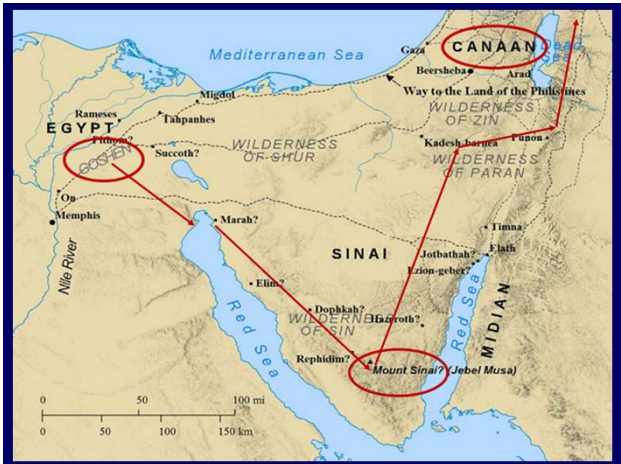 Mediterranean Sea
Gaza
CANAAN
Dead
Sea
Beersheba
Arad
Way to the Land of the Philistines
Migdol
Rameses
Tahpanhes
WILDERNESS
OF ZIN
EGYPT
Pithom?
Succoth?
GOSHEN
WILDERNESS
OF SHUR
Kadesh-barnea
Punon
WILDERNESS
OF PARAN
On
Memphis
Marah?
Timna
Elath
SINAI
Jotbathah?
Ezion-geber?
Nile River
Elim?
Red Sea
Dophkah?
WILDERNESS
OF SIN
Hazeroth?
Red Sea
MIDIAN
Rephidim?
Mount Sinai? (Jebel Musa)
0 50 100 mi
0 50 100 150 km